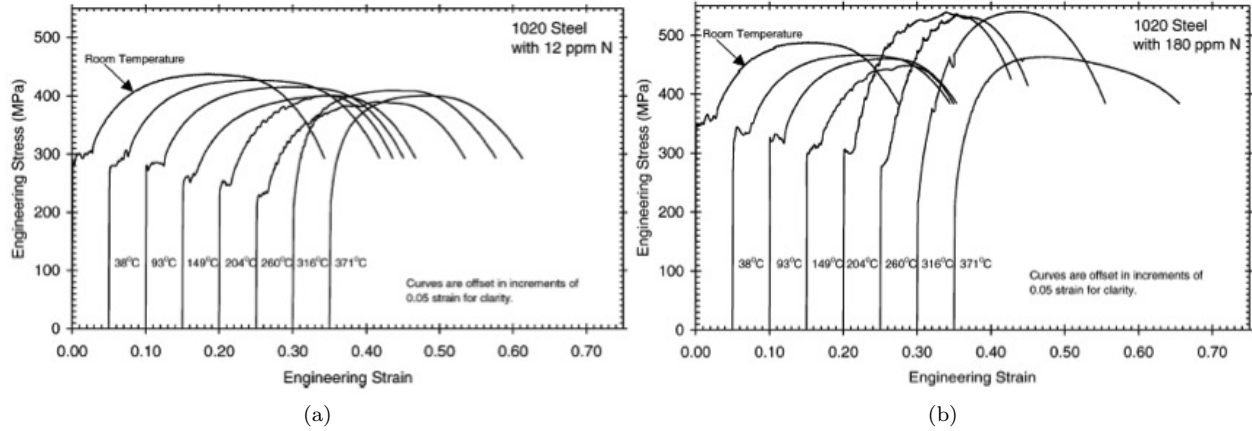 1020 Steel
with 12 ppm N
Room Temperature
500
400
300
200
100
0
Engineering Stress (MPa)
38°C 93°C 149°C 204°C 260°C 316°C 371°C
Curves are offset in increments of
0.05 strain for clarity.
0.00 0.10 0.20 0.30 0.40 0.50 0.60 0.70
Engineering Strain
(a)
1020 Steel
with 180 ppm N
Room Temperature
500
400
300
200
100
0
Engineering Stress (MPa)
38°C 93°C 149°C 204°C 260°C 316°C 371°C
Curves are offset in increments of
0.05 strain for clarity.
0.00 0.10 0.20 0.30 0.40 0.50 0.60 0.70
Engineering Strain
(b)